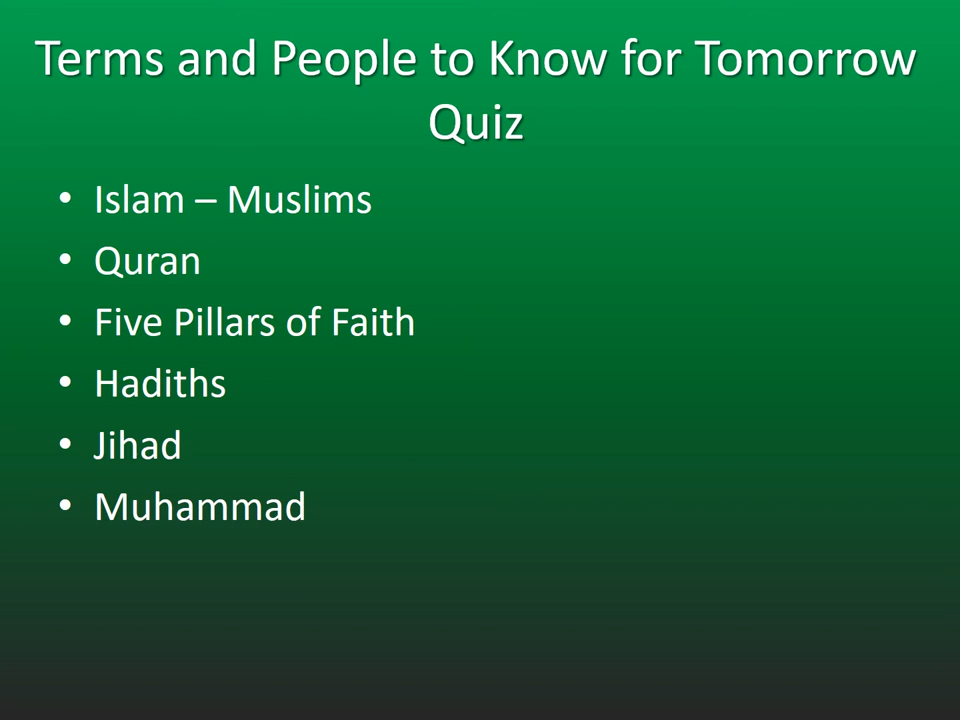 Terms and People to Know for Tomorrow
Quiz
• Islam – Muslims
• Quran
• Five Pillars of Faith
• Hadiths
• Jihad
• Muhammad